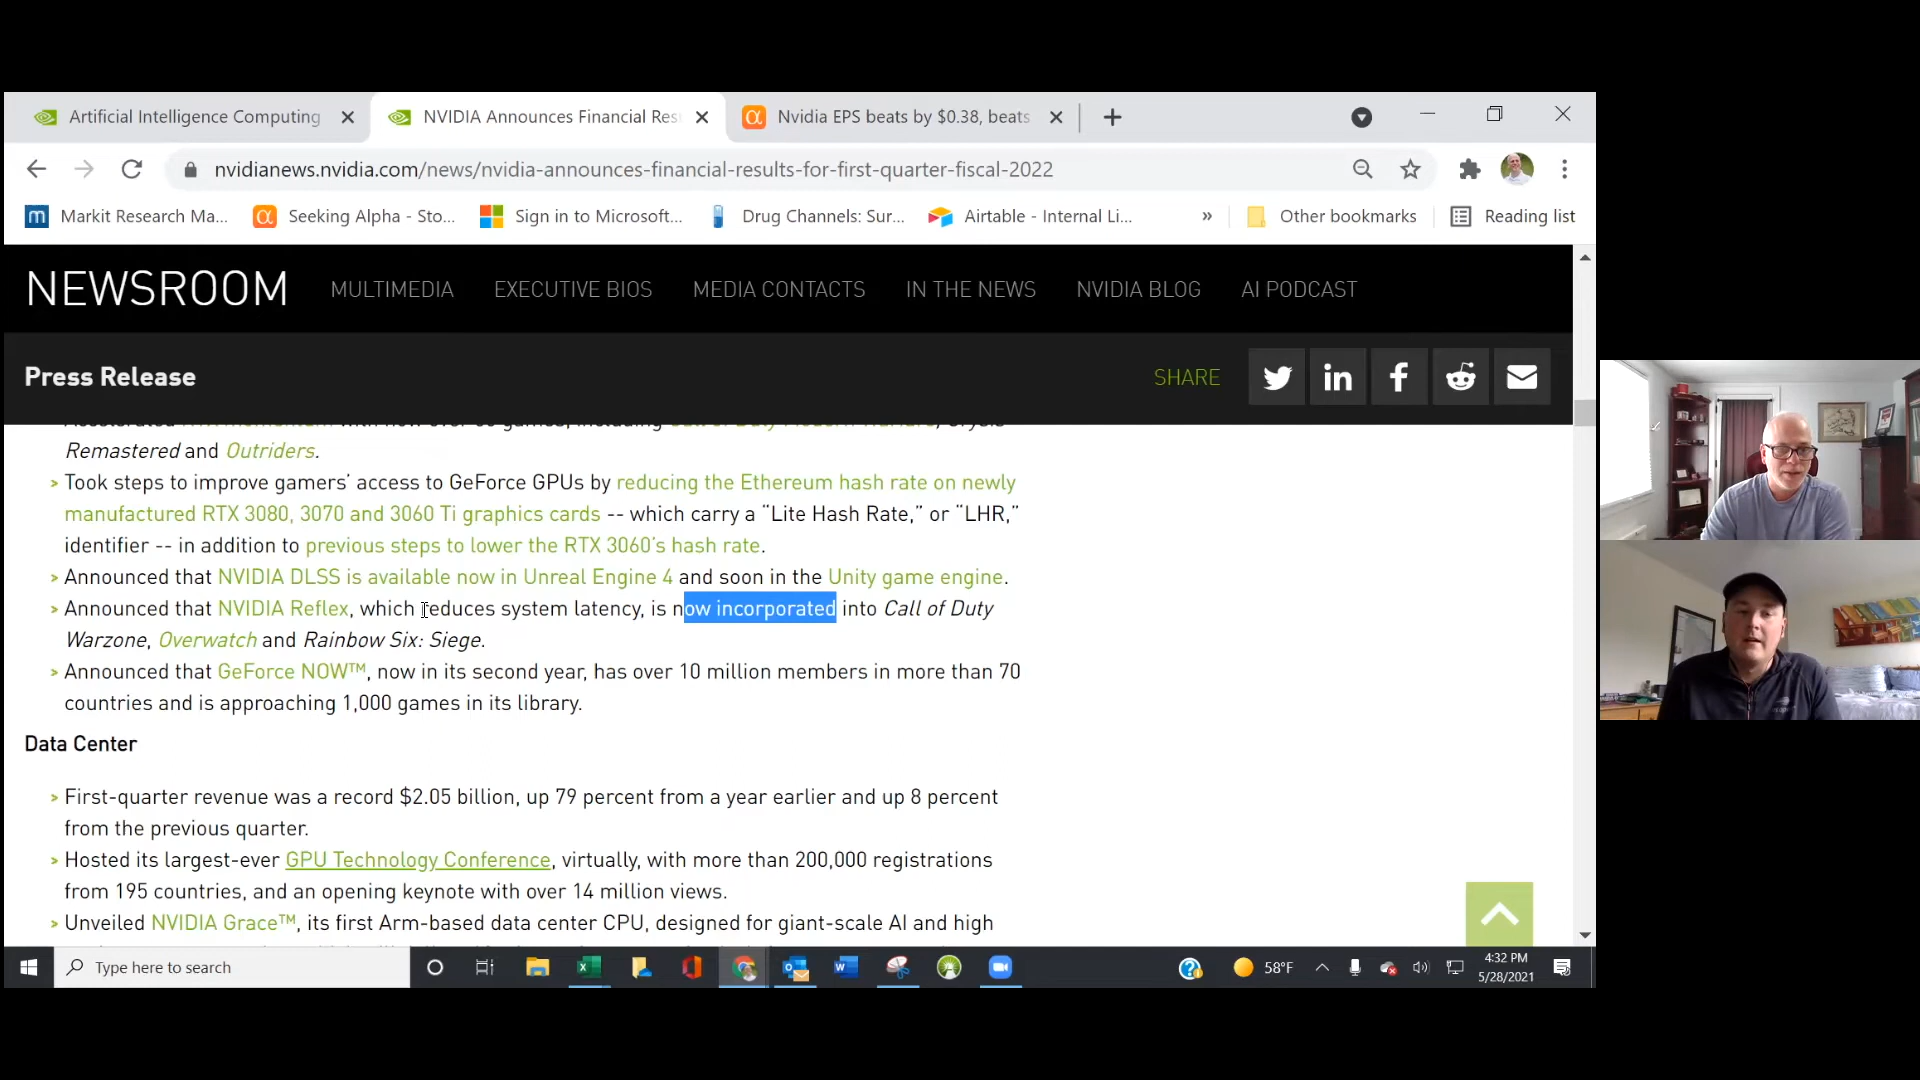 Artificial Intelligence Computing
NVIDIA Announces Financial Res
Nvidia EPS beats by $0.38, beats
nvidianews.nvidia.com/news/nvidia-announces-financial-results-for-first-quarter-fiscal-2022
Markit Research Ma...
Seeking Alpha - Sto...
Sign in to Microsoft...
Drug Channels: Sur...
Airtable - Internal Li...
»
Other bookmarks
Reading list
NEWSROOM
MULTIMEDIA
EXECUTIVE BIOS
MEDIA CONTACTS
IN THE NEWS
NVIDIA BLOG
AI PODCAST
Press Release
SHARE
Remastered and Outriders.
> Took steps to improve gamers’ access to GeForce GPUs by reducing the Ethereum hash rate on newly
manufactured RTX 3080, 3070 and 3060 Ti graphics cards -- which carry a “Lite Hash Rate,” or “LHR,”
identifier -- in addition to previous steps to lower the RTX 3060’s hash rate.
> Announced that NVIDIA DLSS is available now in Unreal Engine 4 and soon in the Unity game engine.
> Announced that NVIDIA Reflex, which reduces system latency, is now incorporated into Call of Duty
Warzone, Overwatch and Rainbow Six: Siege.
> Announced that GeForce NOW™, now in its second year, has over 10 million members in more than 70
countries and is approaching 1,000 games in its library.
Data Center
> First-quarter revenue was a record $2.05 billion, up 79 percent from a year earlier and up 8 percent
from the previous quarter.
> Hosted its largest-ever GPU Technology Conference, virtually, with more than 200,000 registrations
from 195 countries, and an opening keynote with over 14 million views.
> Unveiled NVIDIA Grace™, its first Arm-based data center CPU, designed for giant-scale AI and high
Type here to search
58°F
4:32 PM
5/28/2021